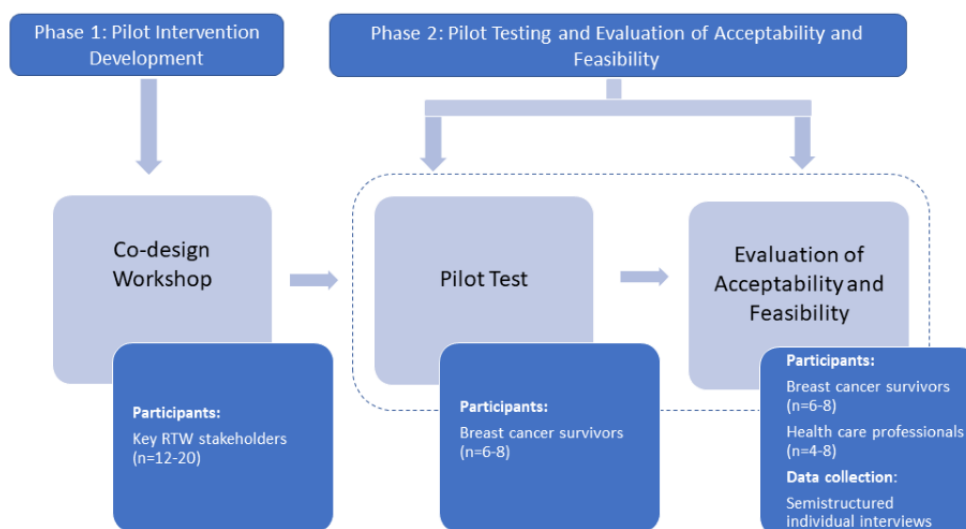 Phase 1: Pilot Intervention
Development
Phase 2: Pilot Testing and Evaluation of Acceptability and
Feasibility
Co-design
Workshop
Pilot Test
Evaluation of
Acceptability and
Feasibility
Participants:
Key RTW stakeholders
(n=12-20)
Participants:
Breast cancer survivors
(n=6-8)
Participants:
Breast cancer survivors
(n=6-8)
Health care professionals
(n=4-8)
Data collection:
Semistructured
individual interviews